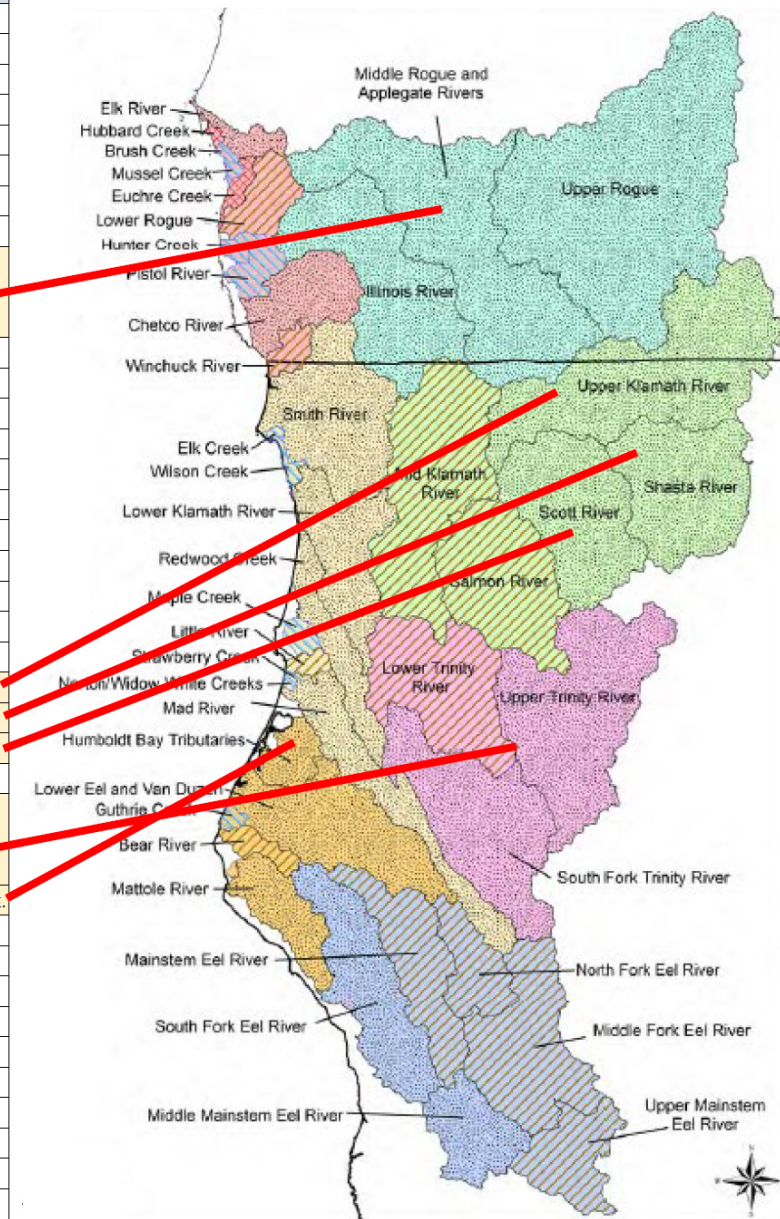 Middle Rogue and
Applegate Rivers
Elk River
Hubbard Creek
Brush Creek
Mussel Creek
Euchre Creek
Lower Rogue
Hunter Creek
Pistol River
Chetco River
Winchuck River
Upper Rogue
Illinois River
Upper Klamath River
Smith River
Elk Creek
Wilson Creek
Mid Klamath
River
Shasta River
Scott River
Lower Klamath River
Redwood Creek
Salmon River
Maple Creek
Little River
Strawberry Creek
Norton/Widow White Creeks
Mad River
Lower Trinity
River
Upper Trinity River
Humboldt Bay Tributaries
Lower Eel and Van Duzen
Guthrie Creek
Bear River
Mattole River
South Fork Trinity River
Mainstem Eel River
North Fork Eel River
South Fork Eel River
Middle Fork Eel River
Middle Mainstem Eel River
Upper Mainstem
Eel River